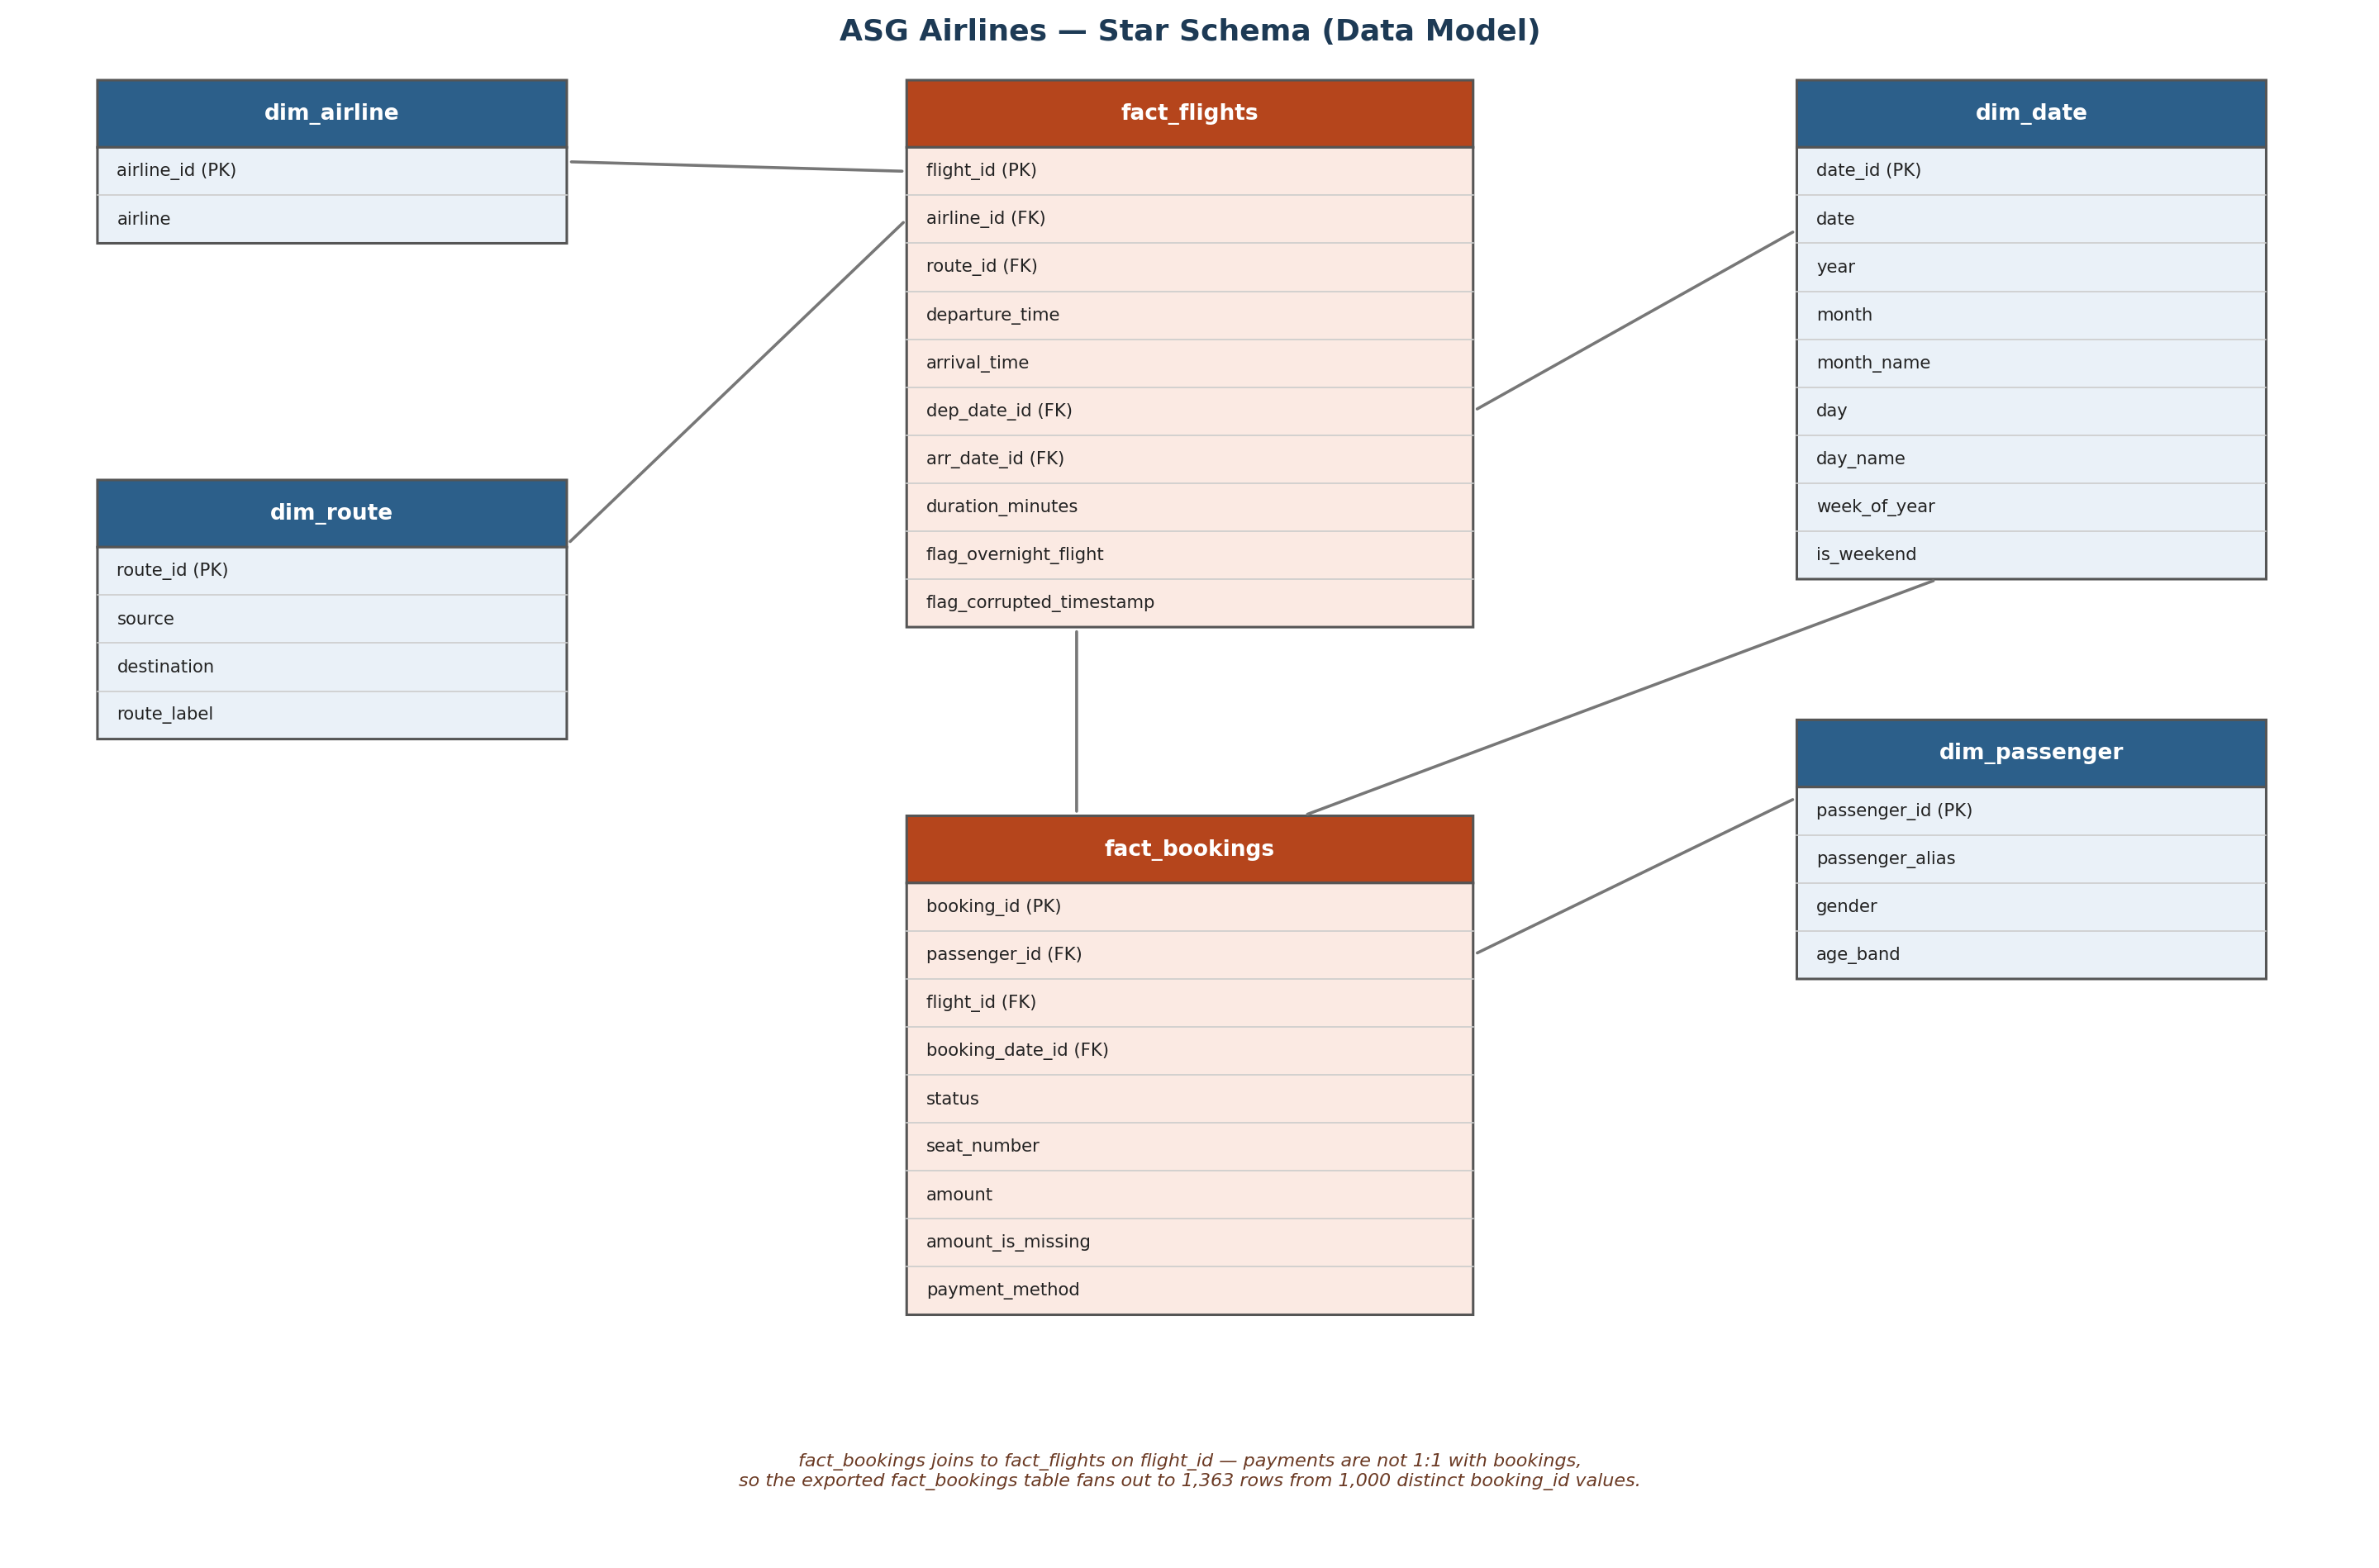 ASG Airlines — Star Schema (Data Model)
dim_airline
airline_id (PK)
airline
dim_route
route_id (PK)
source
destination
route_label
fact_flights
flight_id (PK)
airline_id (FK)
route_id (FK)
departure_time
arrival_time
dep_date_id (FK)
arr_date_id (FK)
duration_minutes
flag_overnight_flight
flag_corrupted_timestamp
fact_bookings
booking_id (PK)
passenger_id (FK)
flight_id (FK)
booking_date_id (FK)
status
seat_number
amount
amount_is_missing
payment_method
dim_date
date_id (PK)
date
year
month
month_name
day
day_name
week_of_year
is_weekend
dim_passenger
passenger_id (PK)
passenger_alias
gender
age_band
fact_bookings joins to fact_flights on flight_id — payments are not 1:1 with bookings,
so the exported fact_bookings table fans out to 1,363 rows from 1,000 distinct booking_id values.